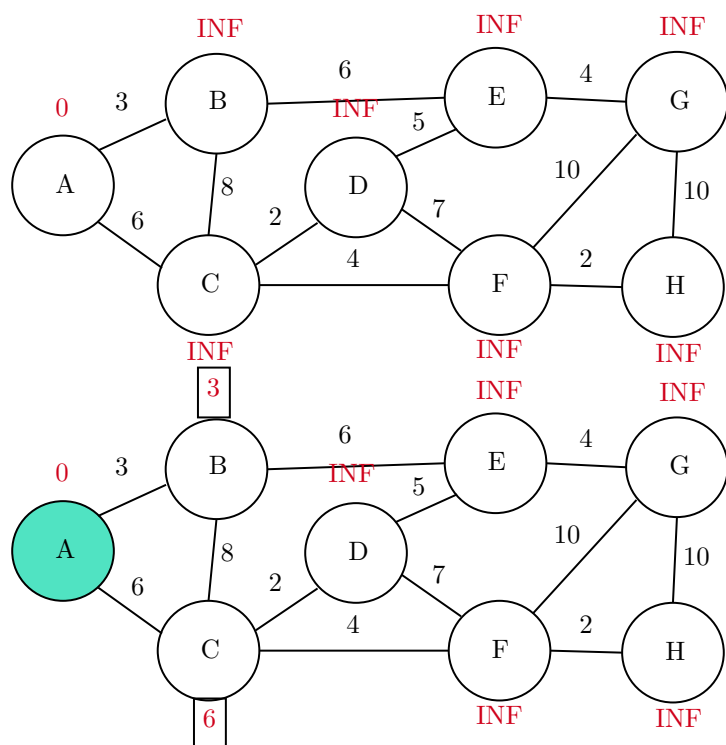 INF INF INF
6 4
0 3 B E G
INF 5
A D 10 10
6 8 2 7
4 2
C F H
INF INF INF
3 INF INF
6 4
0 3 B E G
INF 5
A D 10 10
6 8 2 7
4 2
C F H
6 INF INF